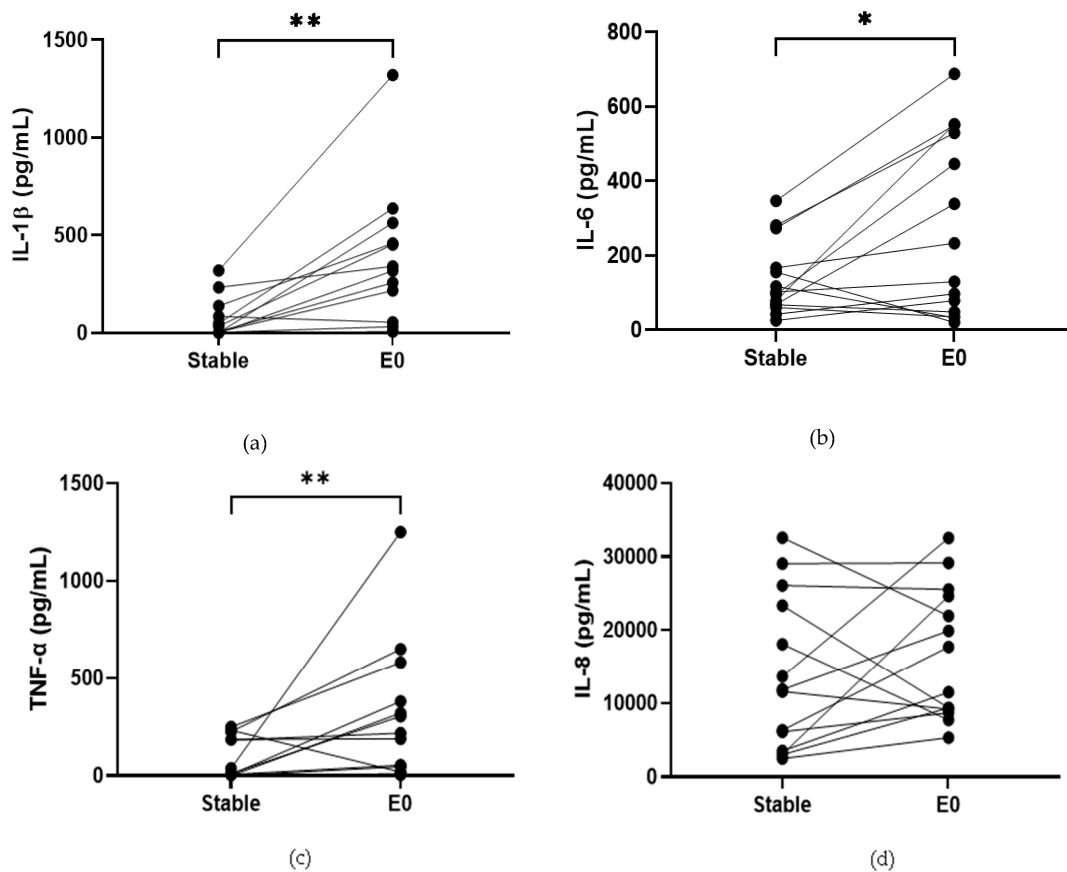 **
1500
1000
500
0
IL-1β (pg/mL)
Stable E0
(a)
*
800
600
400
200
0
IL-6 (pg/mL)
Stable E0
(b)
**
1500
1000
500
0
TNF-α (pg/mL)
Stable E0
(c)
40000
30000
20000
10000
0
IL-8 (pg/mL)
Stable E0
(d)